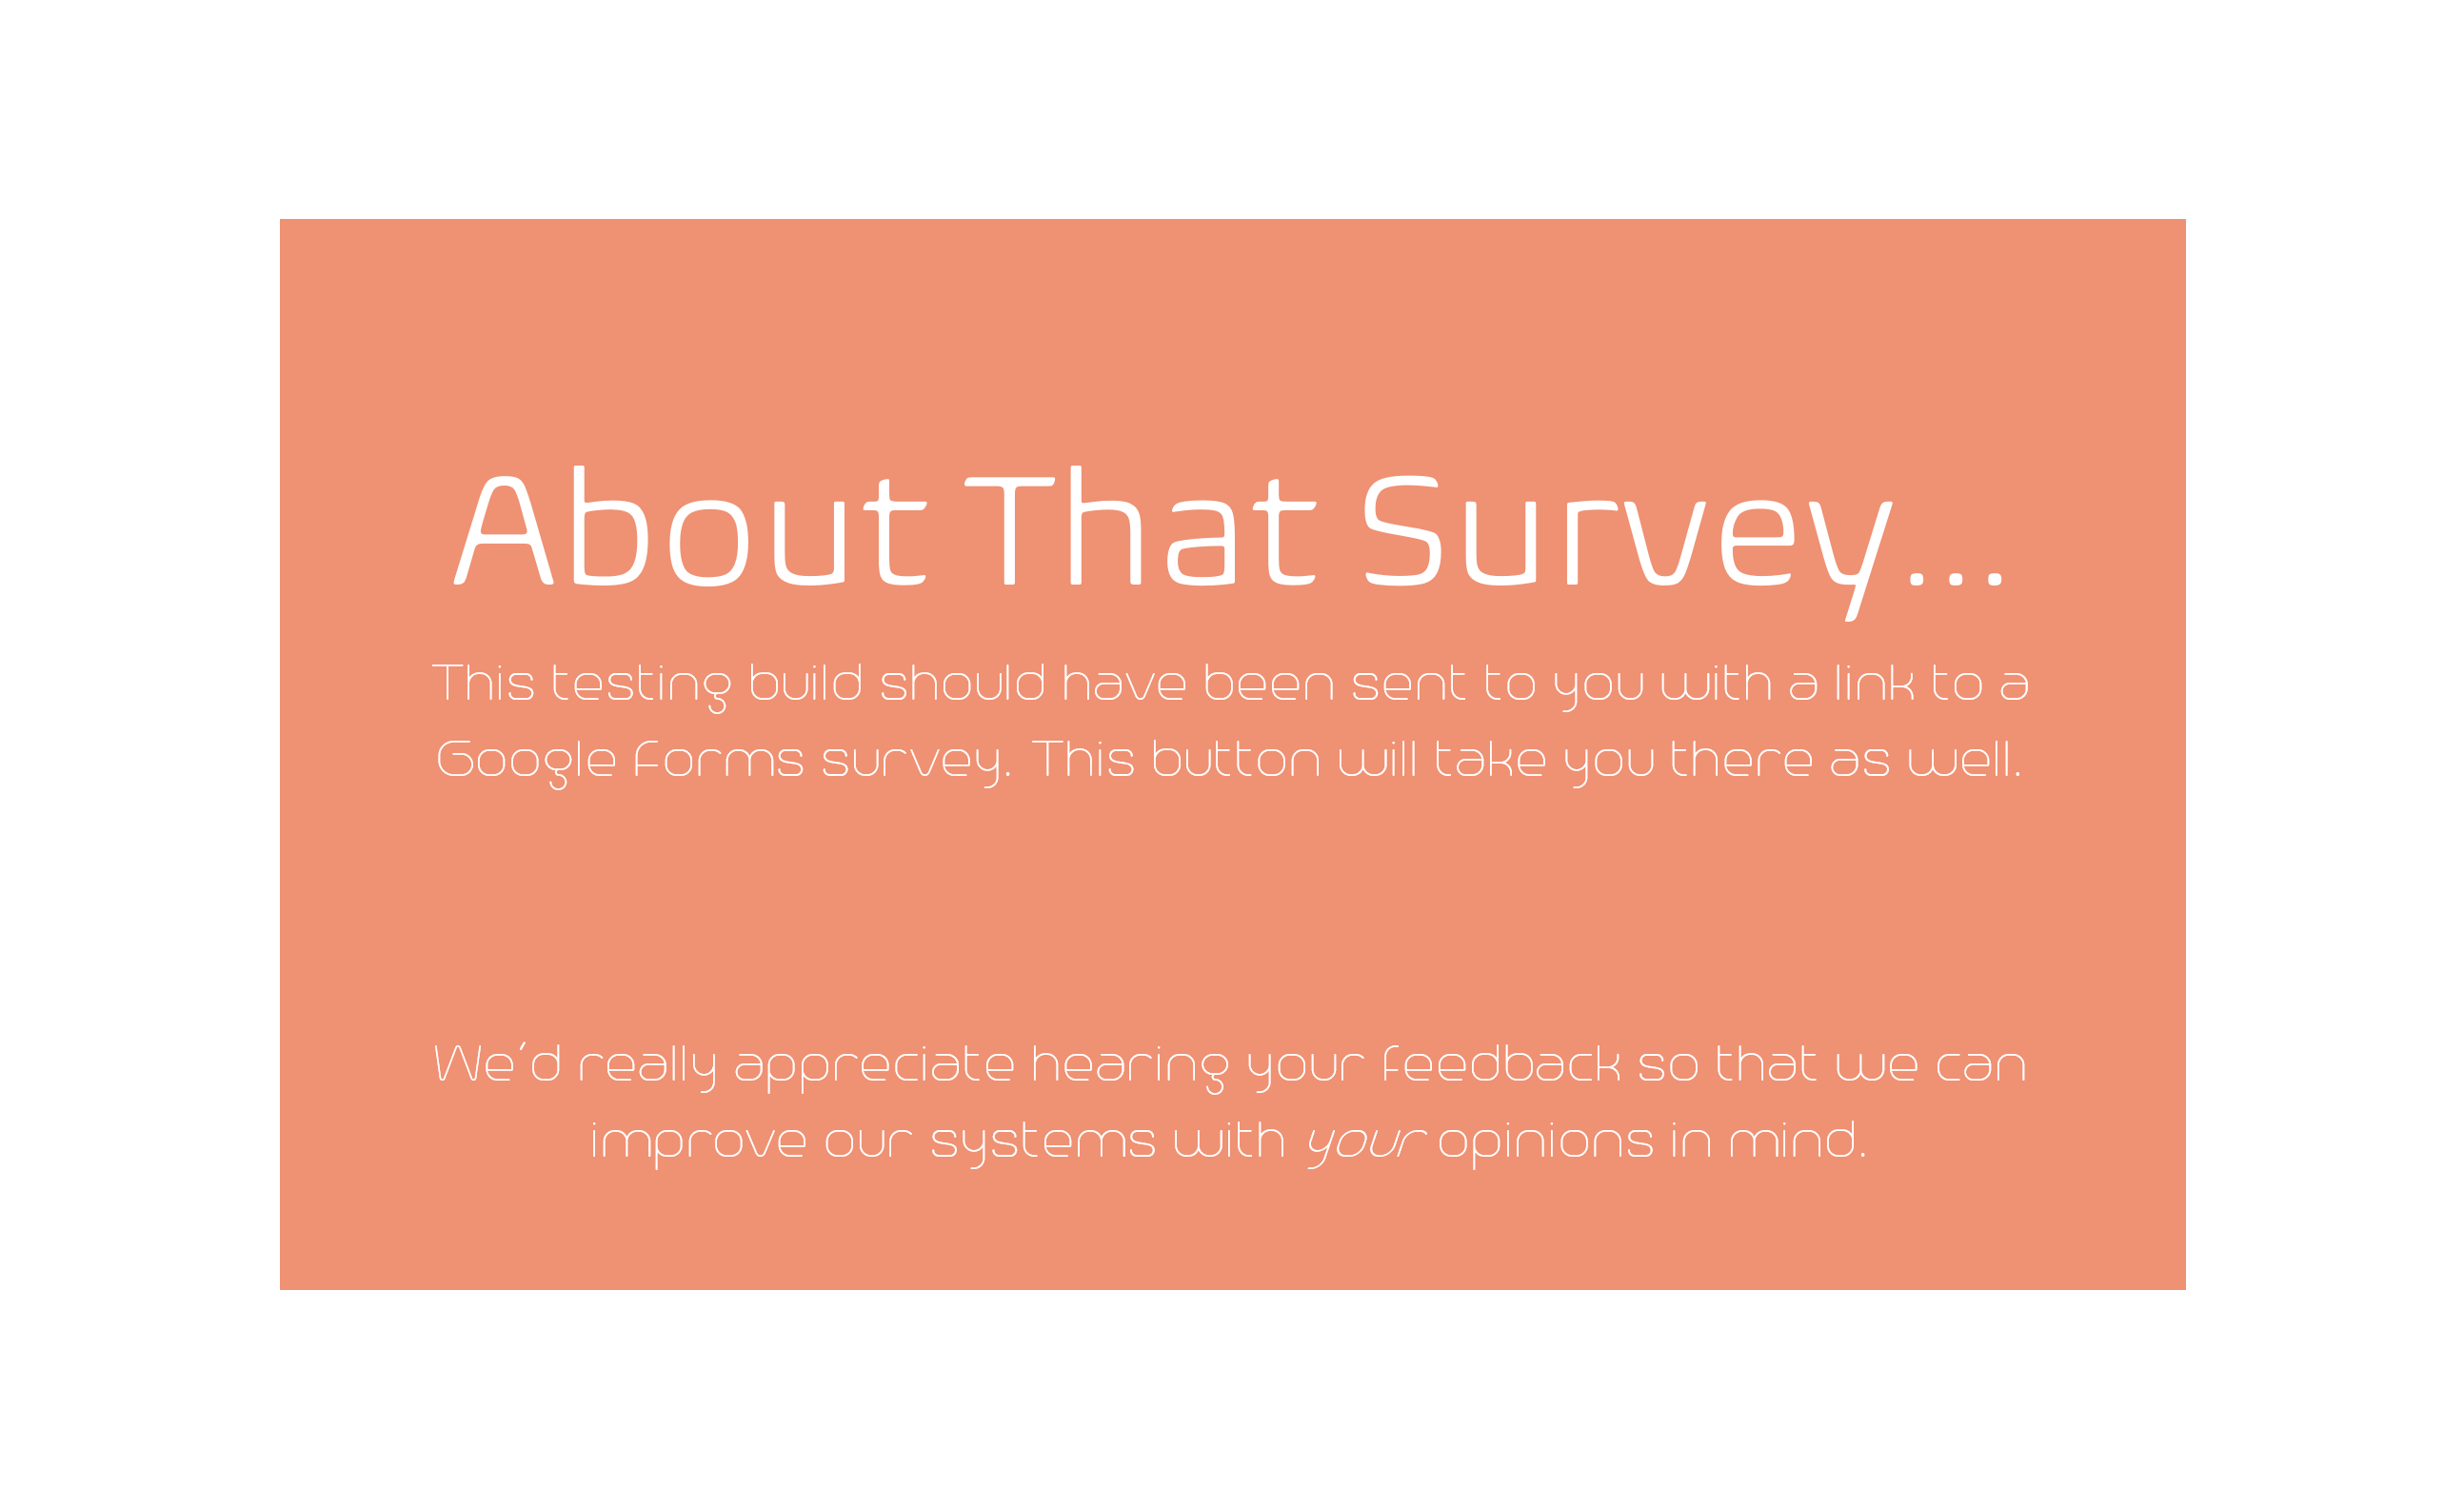 About That Survey...
This testing build should have been sent to you with a link to a
Google Forms survey. This button will take you there as well.
We'd really appreciate hearing your feedback so that we can
improve our systems with your opinions in mind.